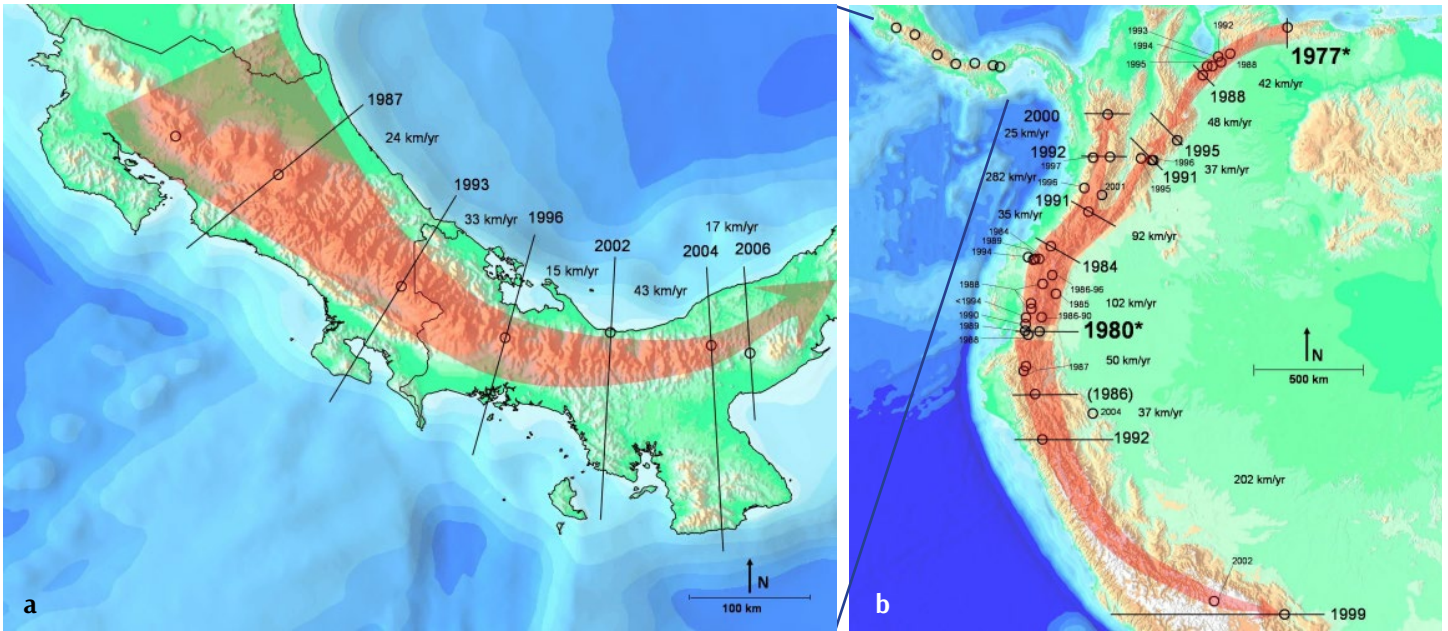 1987
24 km/yr
1993
33 km/yr
1996
17 km/yr
2002
2004
2006
15 km/yr
43 km/yr
N
100 km
a
1992
1993
1994
1977*
1995
1988
42 km/yr
1988
2000
48 km/yr
25 km/yr
1995
1992
1997
1996
37 km/yr
1991
1995
282 km/yr
1996
2001
1991
35 km/yr
92 km/yr
1984
1989
1994
1984
1988
1986-96
<1994
1985
102 km/yr
1990
1986-90
1989
1980*
1988
N
500 km
50 km/yr
1987
(1986)
2004
37 km/yr
1992
202 km/yr
2002
1999
b